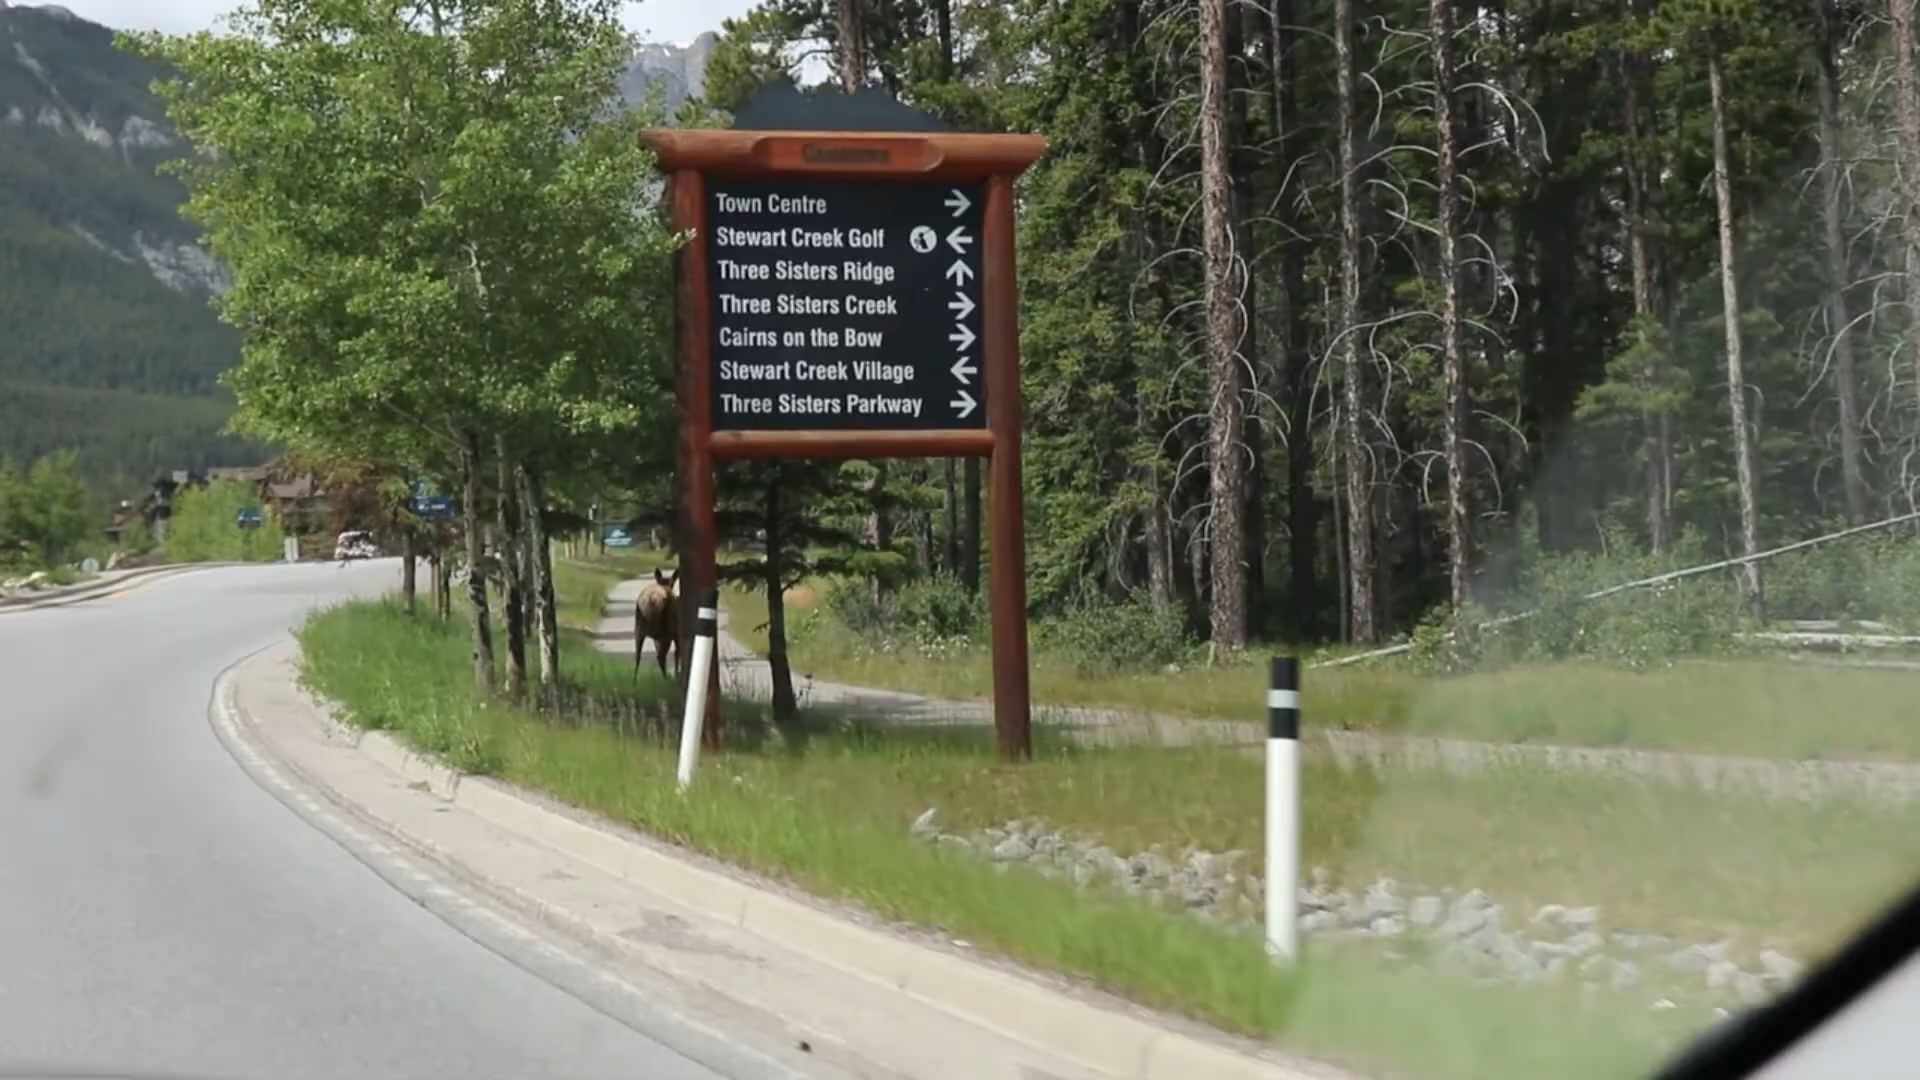 Town Centre →
Stewart Creek Golf ←
Three Sisters Ridge ↑
Three Sisters Creek →
Cairns on the Bow →
Stewart Creek Village ←
Three Sisters Parkway →